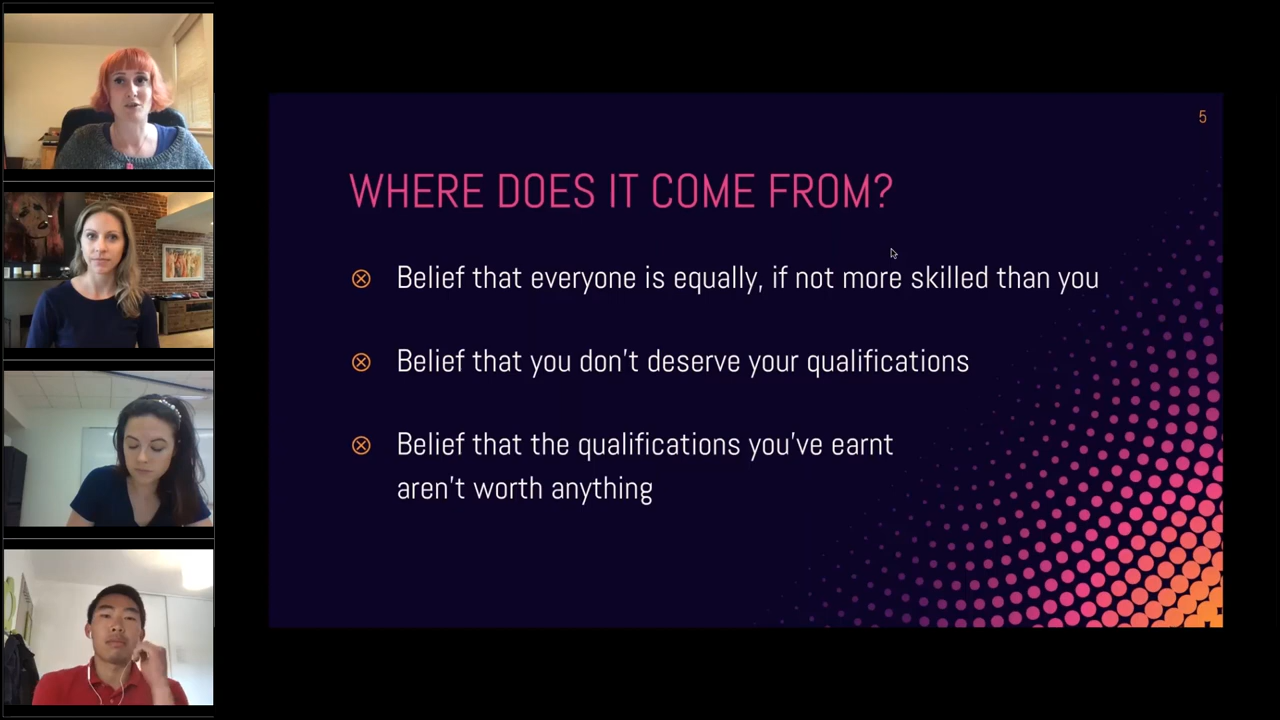 5
WHERE DOES IT COME FROM?
Belief that everyone is equally, if not more skilled than you
Belief that you don't deserve your qualifications
Belief that the qualifications you've earnt
aren't worth anything